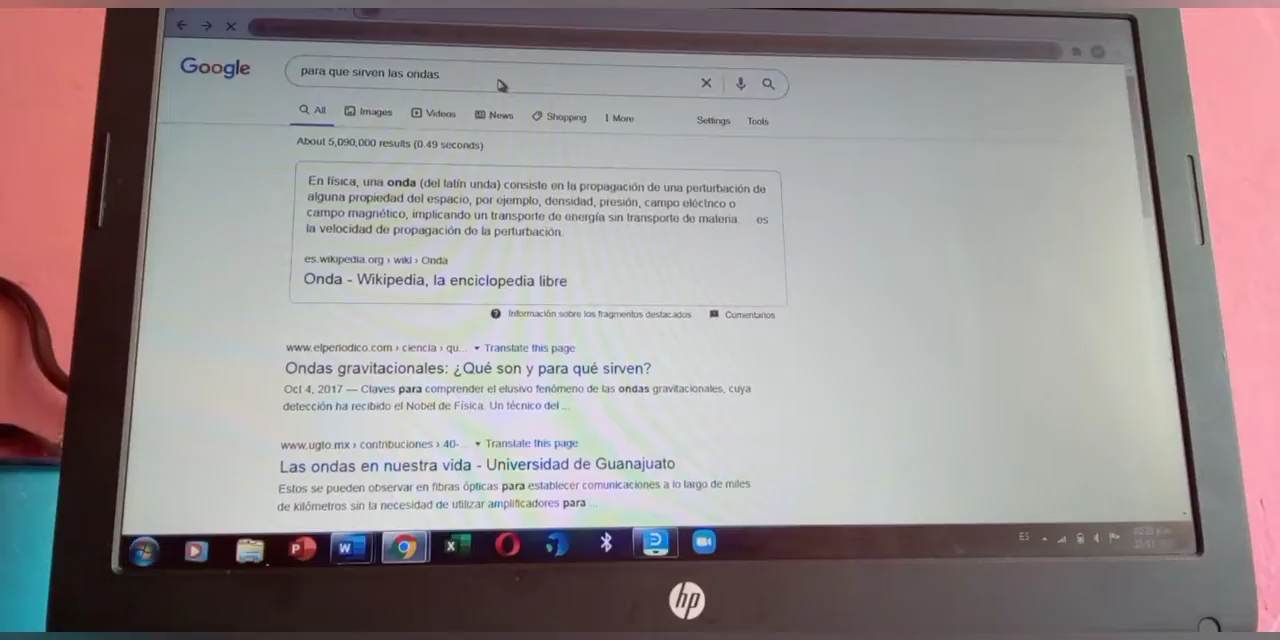 Google
para que sirven las ondas
All Images Videos News Shopping More Settings Tools
About 5,090,000 results (0.49 seconds)
En física, una onda (del latín unda) consiste en la propagación de una perturbación de
alguna propiedad del espacio, por ejemplo, densidad, presión, campo eléctrico o
campo magnético, implicando un transporte de energía sin transporte de materia. es
la velocidad de propagación de la perturbación.
es.wikipedia.org › wiki › Onda
Onda - Wikipedia, la enciclopedia libre
Información sobre los fragmentos destacados Comentarios
www.elperiodico.com › ciencia › qu... Translate this page
Ondas gravitacionales: ¿Qué son y para qué sirven?
Oct 4, 2017 — Claves para comprender el elusivo fenómeno de las ondas gravitacionales, cuya
detección ha recibido el Nobel de Física. Un técnico del ...
www.ugto.mx › contribuciones › 40-... Translate this page
Las ondas en nuestra vida - Universidad de Guanajuato
Estos se pueden observar en fibras ópticas para establecer comunicaciones a lo largo de miles
de kilómetros sin la necesidad de utilizar amplificadores para ...
ES
hp